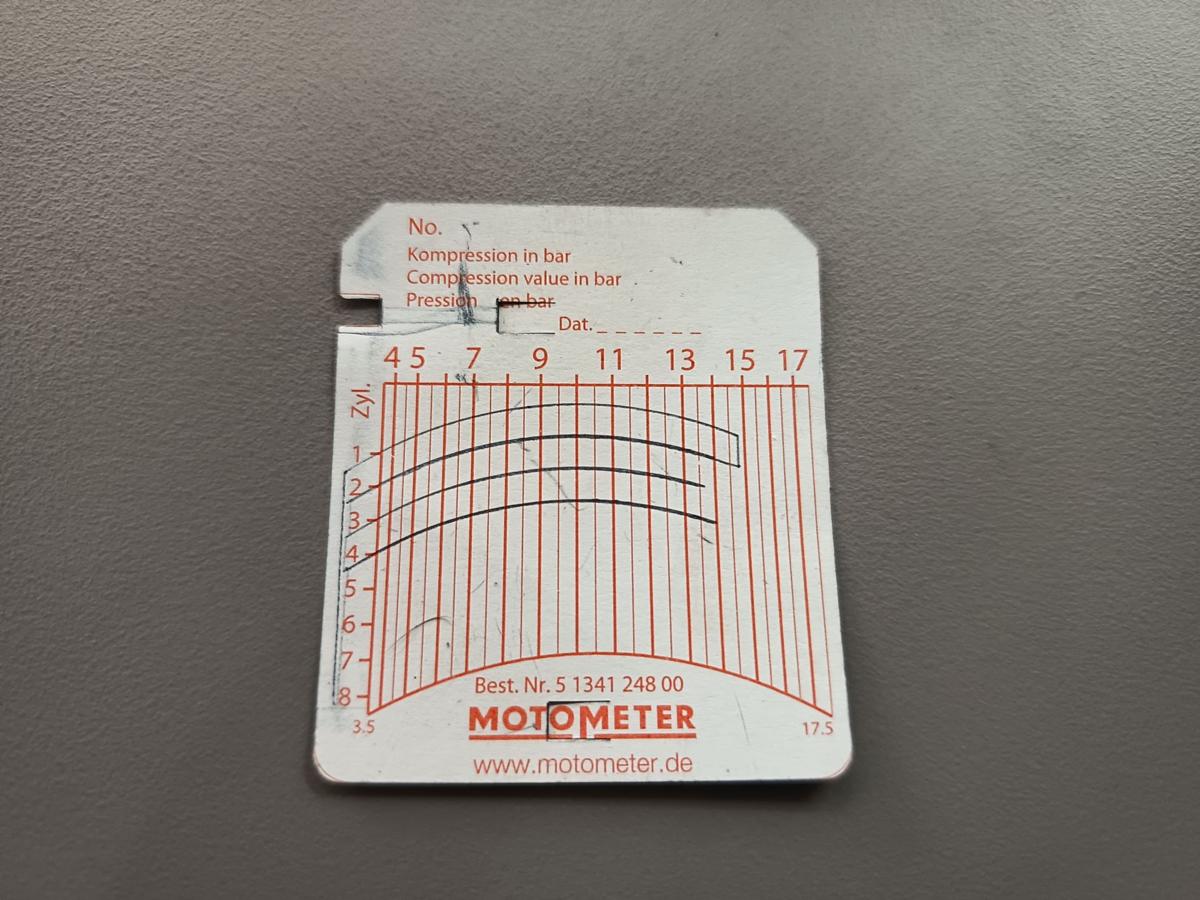 No.
Kompression in bar
Compression value in bar
Pression en bar
Dat. _ _ _ _ _ _
4 5 7 9 11 13 15 17
Zyl.
1
2
3
4
5
6
7
8
3.5 17.5
Best. Nr. 5 1341 248 00
MOTOMETER
www.motometer.de